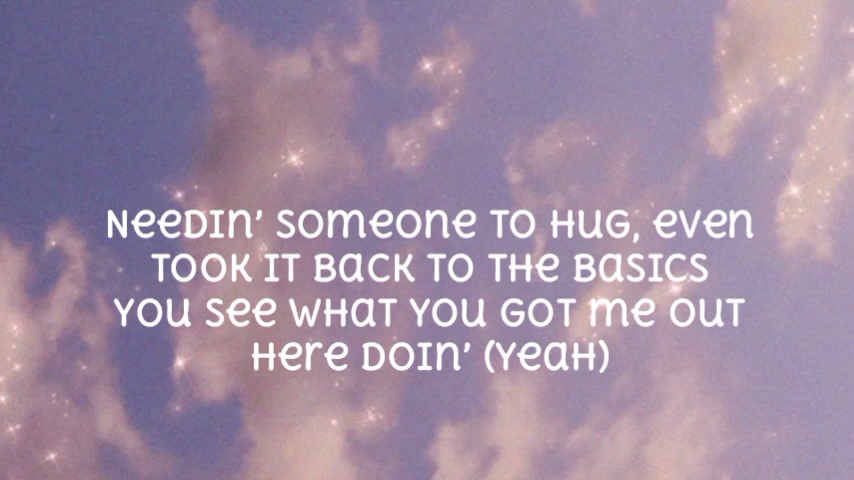 Needin' someone to hug, even
took it back to the basics
You see what you got me out
here doin' (Yeah)